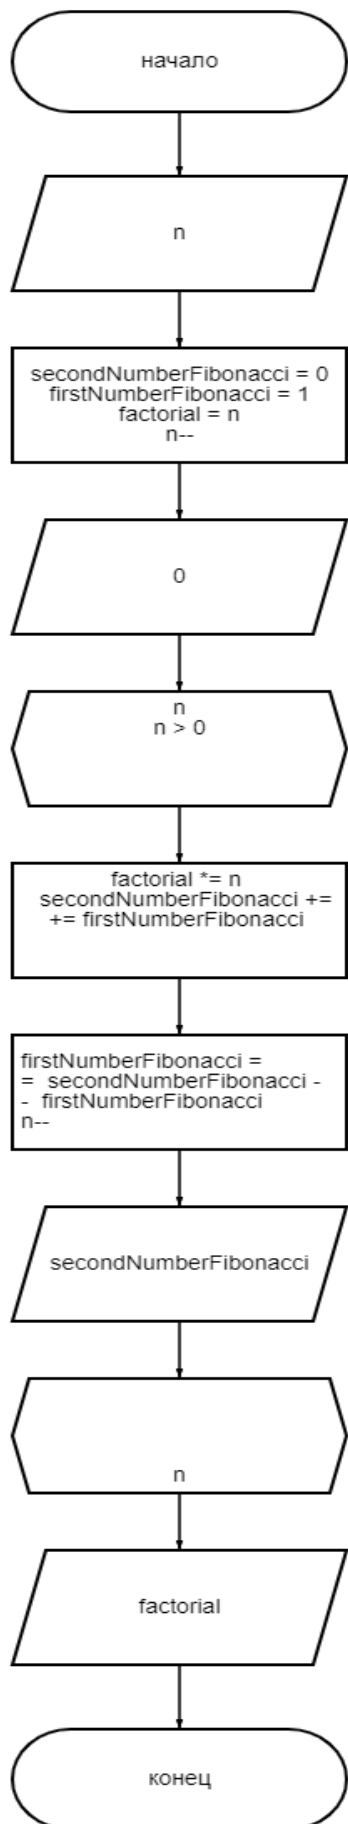 начало
n
secondNumberFibonacci = 0
firstNumberFibonacci = 1
factorial = n
n--
0
n
n > 0
factorial *= n
secondNumberFibonacci +=
+= firstNumberFibonacci
firstNumberFibonacci =
= secondNumberFibonacci -
- firstNumberFibonacci
n--
secondNumberFibonacci
n
factorial
конец